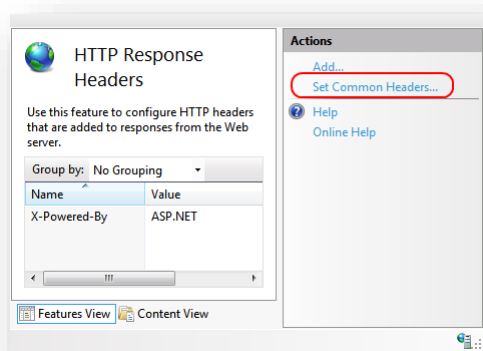 HTTP Response
Headers
Use this feature to configure HTTP headers
that are added to responses from the Web
server.
Group by: No Grouping
Name Value
X-Powered-By ASP.NET
Features View Content View
Actions
Add...
Set Common Headers...
Help
Online Help